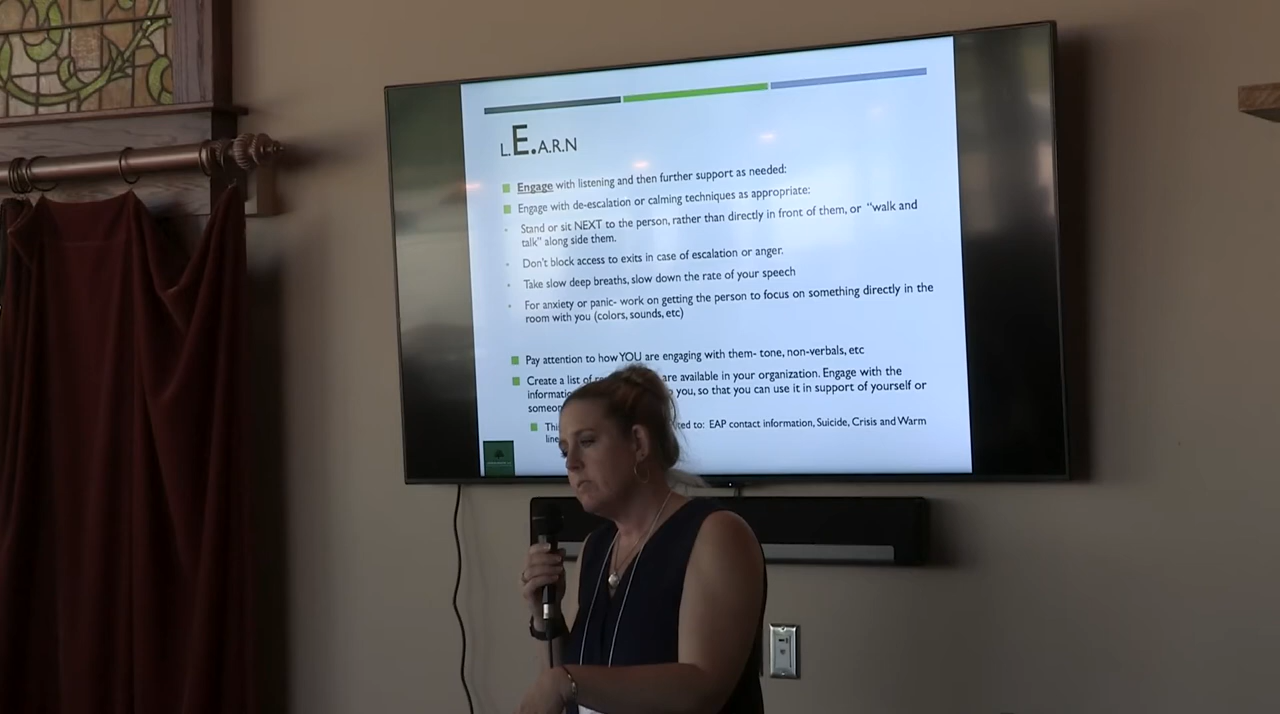 L.E.A.R.N
Engage with listening and then further support as needed:
Engage with de-escalation or calming techniques as appropriate:
Stand or sit NEXT to the person, rather than directly in front of them, or "walk and
talk" along side them.
Don't block access to exits in case of escalation or anger.
Take slow deep breaths, slow down the rate of your speech
For anxiety or panic- work on getting the person to focus on something directly in the
room with you (colors, sounds, etc)
Pay attention to how YOU are engaging with them- tone, non-verbals, etc
Create a list of are available in your organization. Engage with the
you, so that you can use it in support of yourself or
to: EAP contact information, Suicide, Crisis and Warm